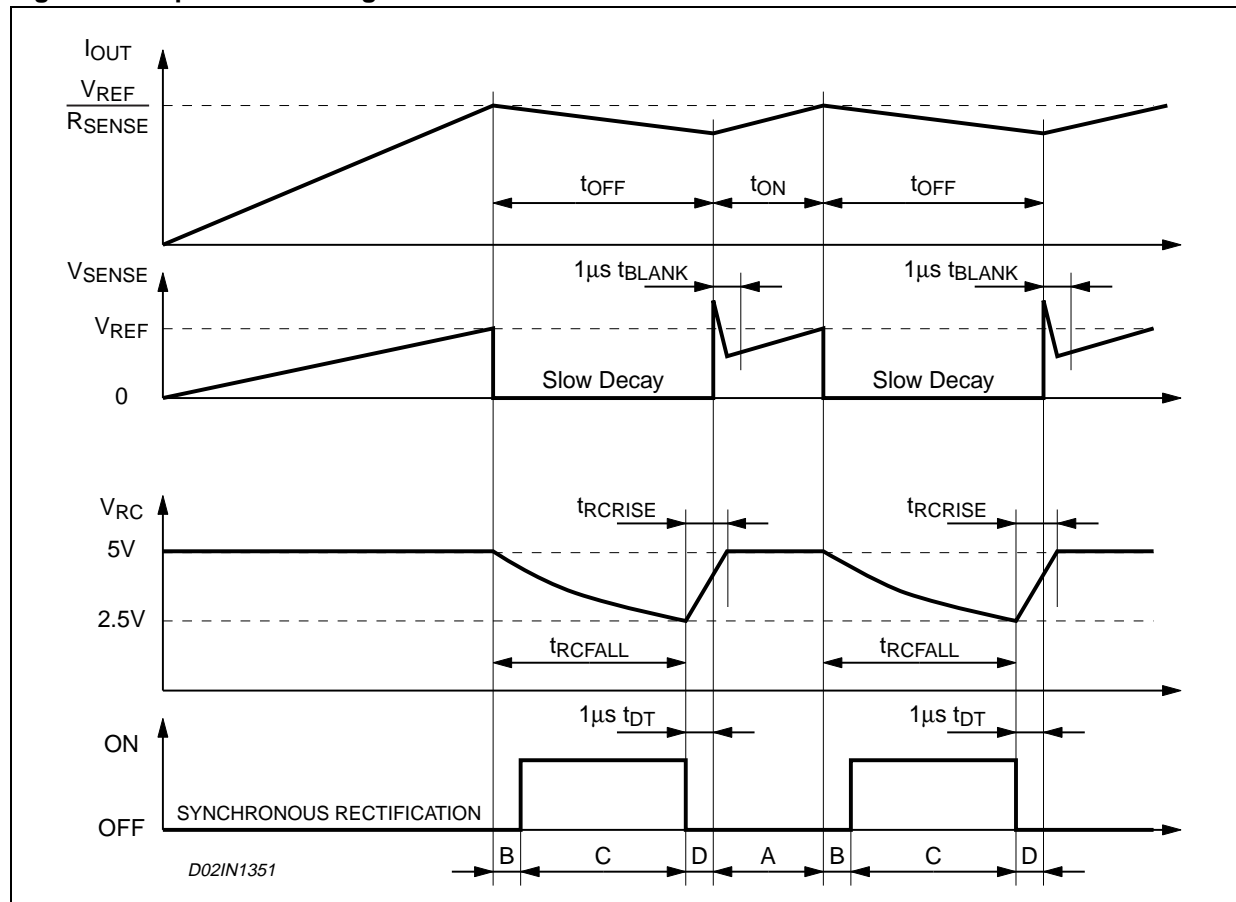 IOUT
VREF
RSENSE
tOFF tON tOFF
VSENSE
1μs tBLANK 1μs tBLANK
VREF
Slow Decay Slow Decay
0
VRC
tRCRISE tRCRISE
5V
2.5V
tRCFALL tRCFALL
1μs tDT 1μs tDT
ON
SYNCHRONOUS RECTIFICATION
OFF
B C D A B C D
D02IN1351